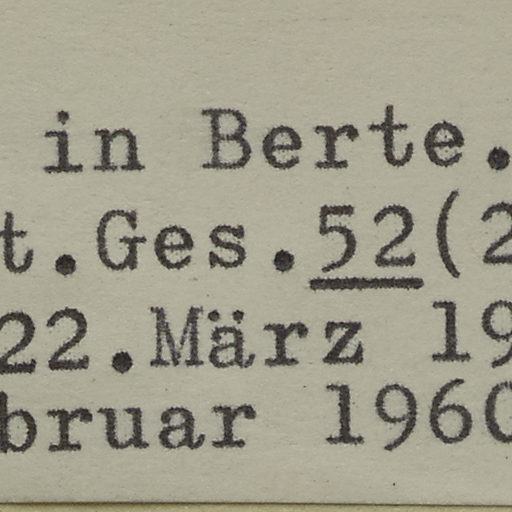 in Berte.
t.Ges.52(2
22.März 19
bruar 1960